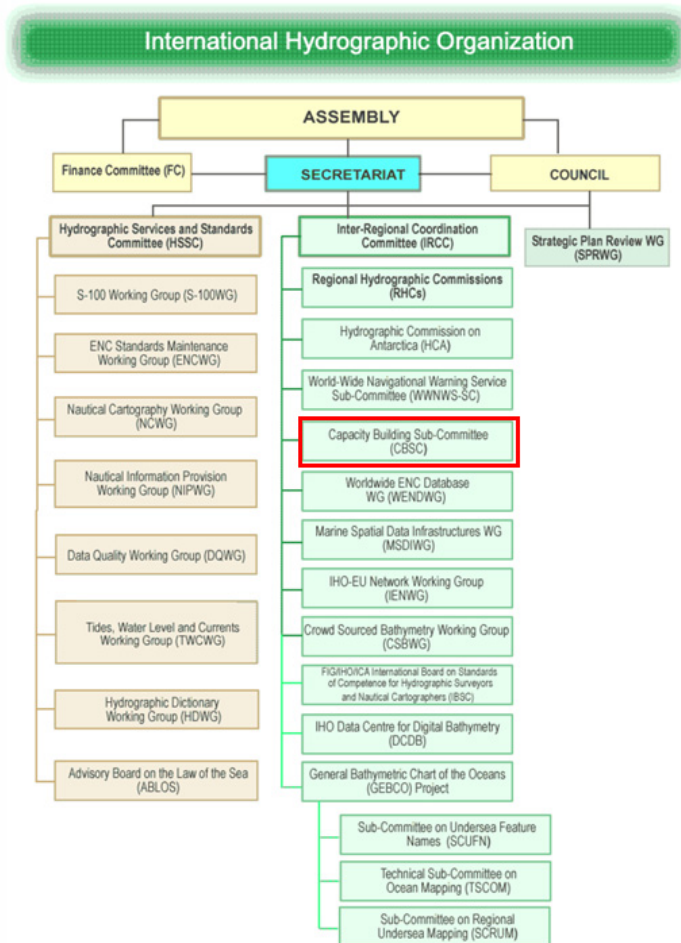 International Hydrographic Organization
ASSEMBLY
Finance Committee (FC)
SECRETARIAT
COUNCIL
Hydrographic Services and Standards
Committee (HSSC)
S-100 Working Group (S-100WG)
ENC Standards Maintenance
Working Group (ENCWG)
Nautical Cartography Working Group
(NCWG)
Nautical Information Provision
Working Group (NIPWG)
Data Quality Working Group (DQWG)
Tides, Water Level and Currents
Working Group (TWCWG)
Hydrographic Dictionary
Working Group (HDWG)
Advisory Board on the Law of the Sea
(ABLOS)
Inter-Regional Coordination
Committee (IRCC)
Regional Hydrographic Commissions
(RHCs)
Hydrographic Commission on
Antarctica (HCA)
World-Wide Navigational Warning Service
Sub-Committee (WWNWS-SC)
Capacity Building Sub-Committee
(CBSC)
Worldwide ENC Database
WG (WENDWG)
Marine Spatial Data Infrastructures WG
(MSDIWG)
IHO-EU Network Working Group
(IENWG)
Crowd Sourced Bathymetry Working Group
(CSBWG)
FIG/IHO/ICA International Board on Standards
of Competence for Hydrographic Surveyors
and Nautical Cartographers (IBSC)
IHO Data Centre for Digital Bathymetry
(DCDB)
General Bathymetric Chart of the Oceans
(GEBCO) Project
Sub-Committee on Undersea Feature
Names (SCUFN)
Technical Sub-Committee on
Ocean Mapping (TSCOM)
Sub-Committee on Regional
Undersea Mapping (SCRUM)
Strategic Plan Review WG
(SPRWG)